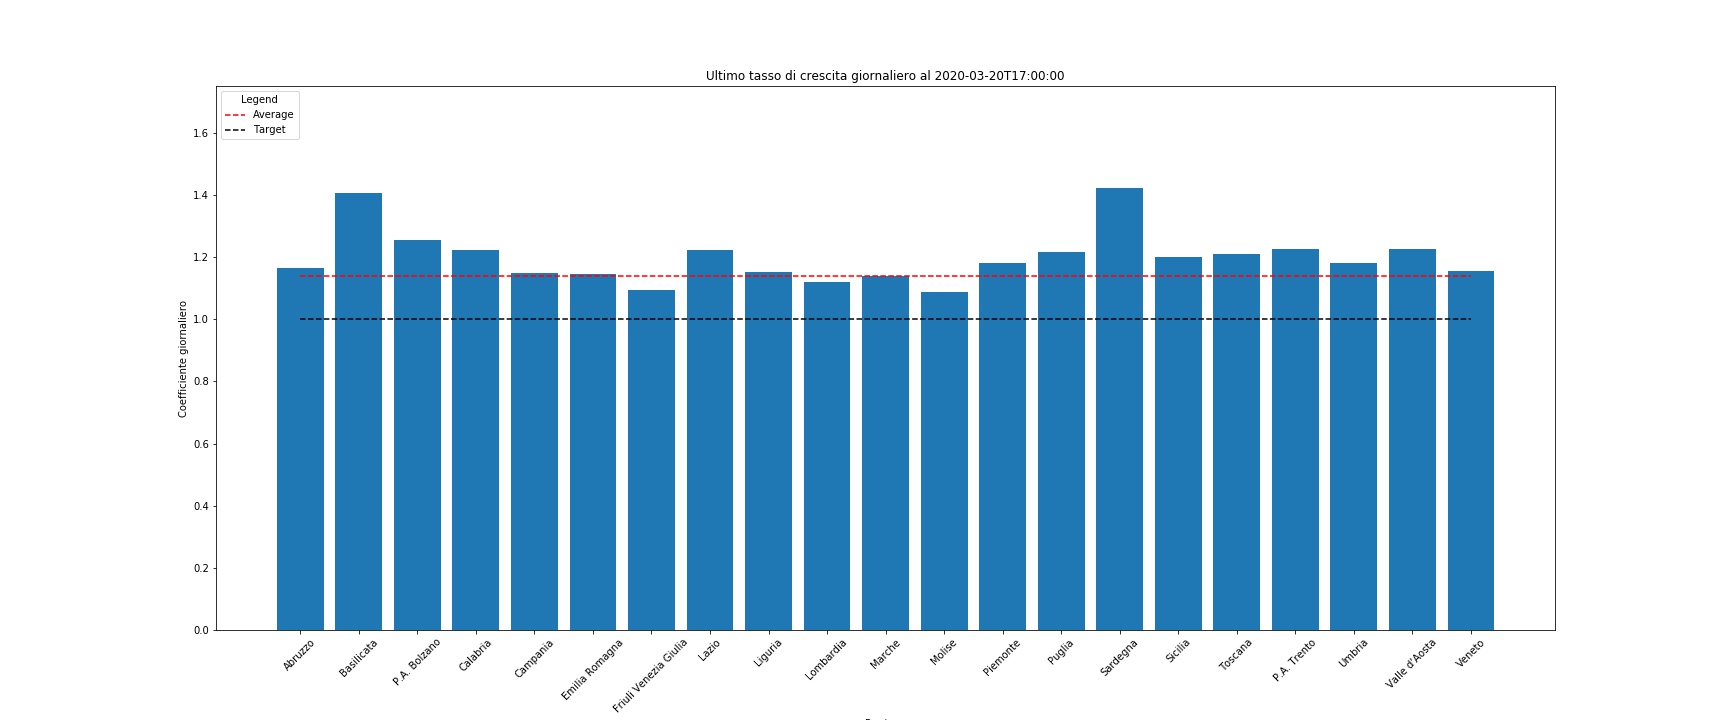 Ultimo tasso di crescita giornaliero al 2020-03-20T17:00:00
Legend
Average
Target
1.6
1.4
1.2
1.0
0.8
0.6
0.4
0.2
0.0
Coefficiente giornaliero
Abruzzo
Basilicata
P.A. Bolzano
Calabria
Campania
Emilia Romagna
Friuli Venezia Giulia
Lazio
Liguria
Lombardia
Marche
Molise
Piemonte
Puglia
Sardegna
Sicilia
Toscana
P.A. Trento
Umbria
Valle d'Aosta
Veneto